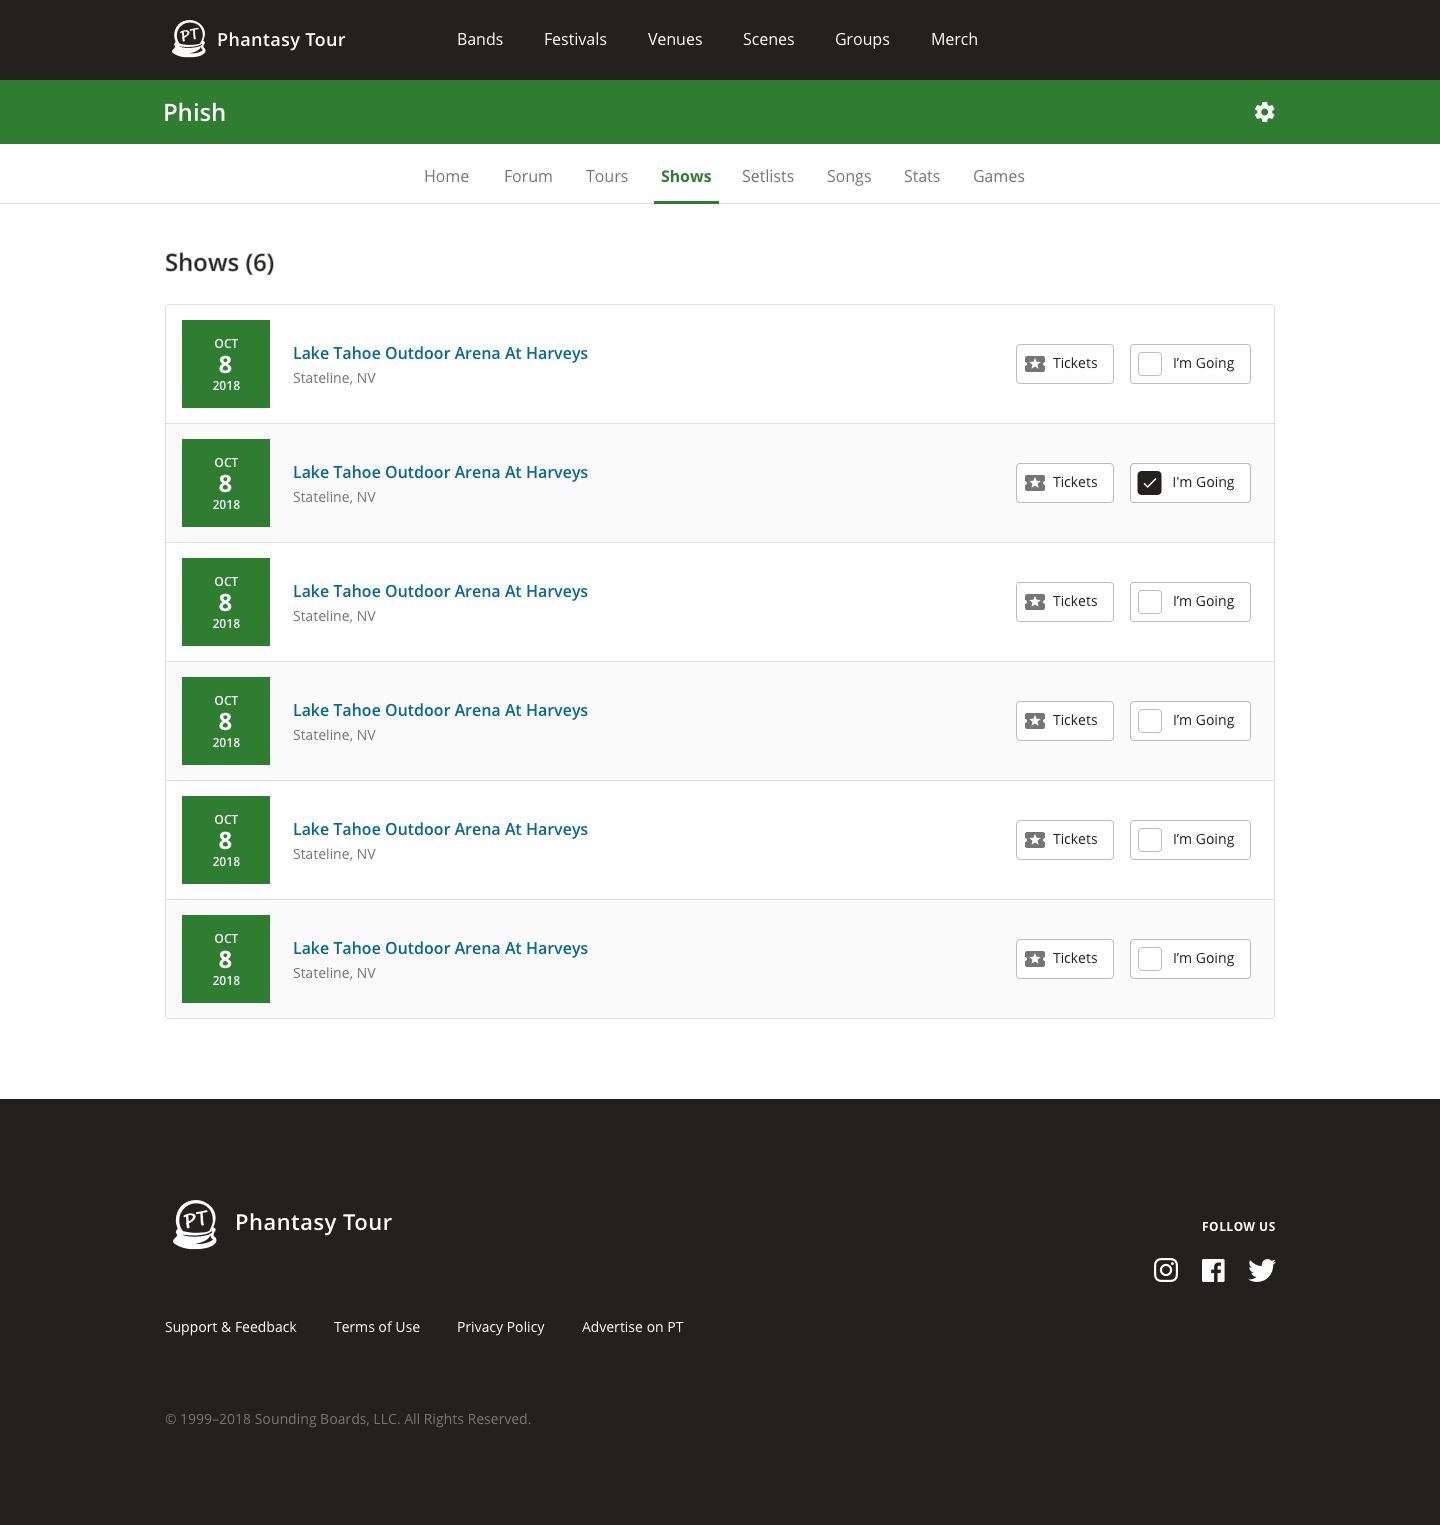 PT Phantasy Tour Bands Festivals Venues Scenes Groups Merch
Phish
Home Forum Tours Shows Setlists Songs Stats Games
Shows (6)
OCT
8
2018
Lake Tahoe Outdoor Arena At Harveys
Stateline, NV
Tickets
I’m Going
OCT
8
2018
Lake Tahoe Outdoor Arena At Harveys
Stateline, NV
Tickets
I'm Going
OCT
8
2018
Lake Tahoe Outdoor Arena At Harveys
Stateline, NV
Tickets
I’m Going
OCT
8
2018
Lake Tahoe Outdoor Arena At Harveys
Stateline, NV
Tickets
I’m Going
OCT
8
2018
Lake Tahoe Outdoor Arena At Harveys
Stateline, NV
Tickets
I’m Going
OCT
8
2018
Lake Tahoe Outdoor Arena At Harveys
Stateline, NV
Tickets
I’m Going
PT Phantasy Tour
FOLLOW US
Support & Feedback Terms of Use Privacy Policy Advertise on PT
© 1999–2018 Sounding Boards, LLC. All Rights Reserved.